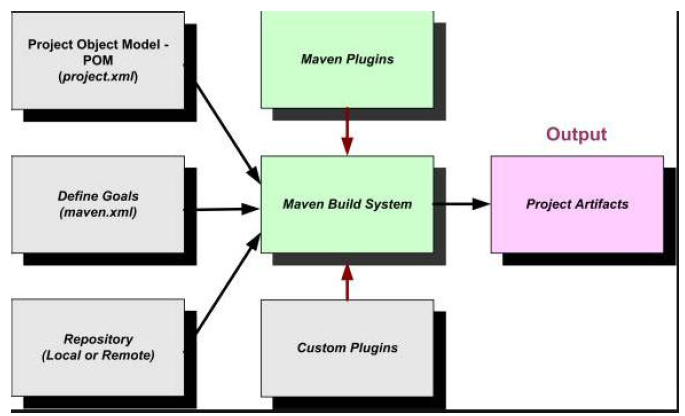 Project Object Model -
POM
(project.xml)
Maven Plugins
Output
Define Goals
(maven.xml)
Maven Build System
Project Artifacts
Repository
(Local or Remote)
Custom Plugins